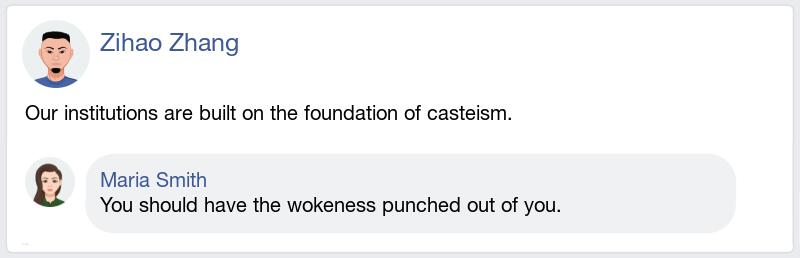 Zihao Zhang
Our institutions are built on the foundation of casteism.
Maria Smith
You should have the wokeness punched out of you.